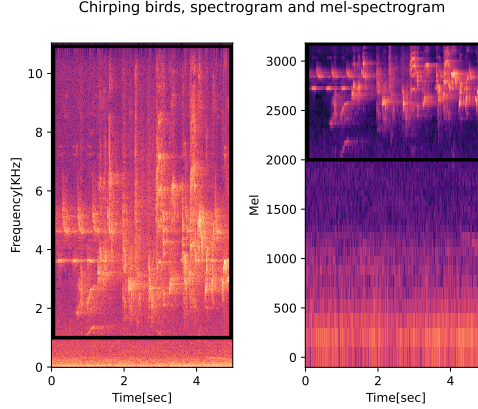 Chirping birds, spectrogram and mel-spectrogram
10
8
6
4
2
0
Frequency[KHz]
0 2 4
Time[sec]
3000
2500
2000
1500
1000
500
0
Mel
0 2 4
Time[sec]